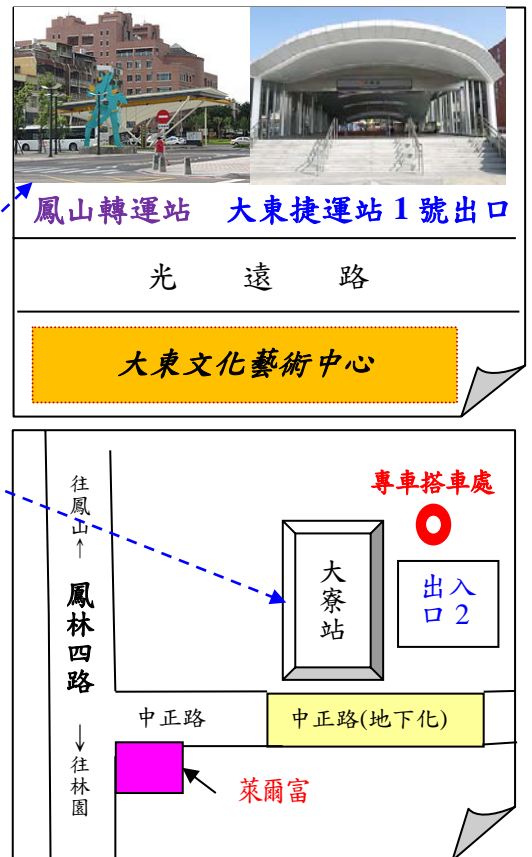 鳳山轉運站 大東捷運站 1 號出口
光遠路
大東文化藝術中心
往鳳山
↑
鳳林四路
↓
往林園
專車搭車處
大寮站
出入
口 2
中正路
中正路(地下化)
萊爾富